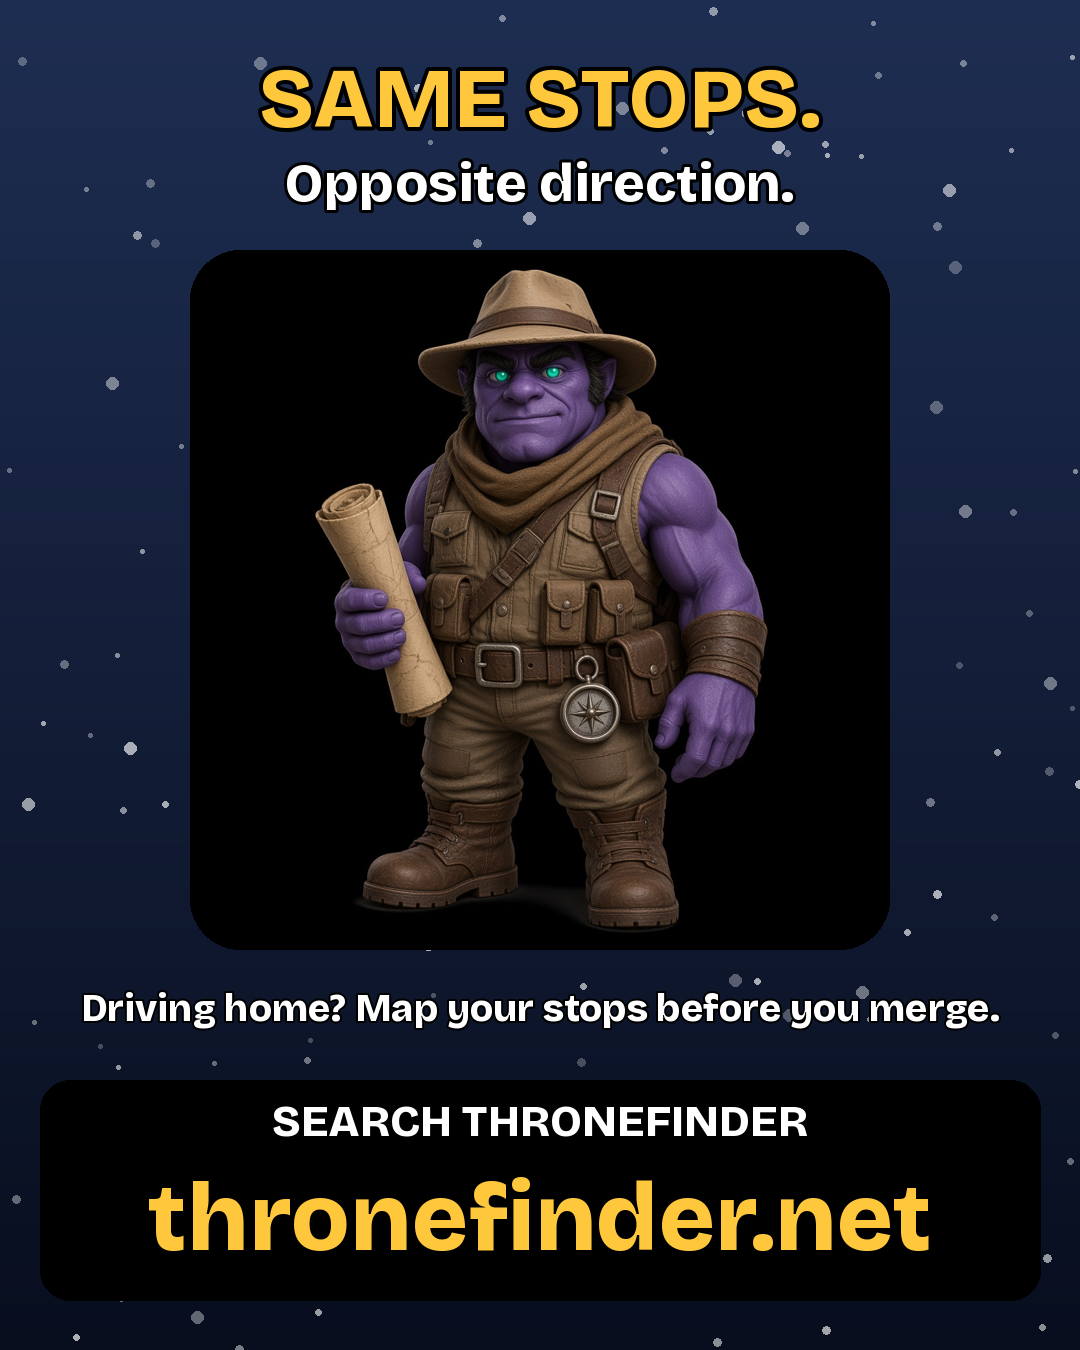 SAME STOPS.
Opposite direction.
Driving home? Map your stops before you merge.
SEARCH THRONEFINDER
thronefinder.net